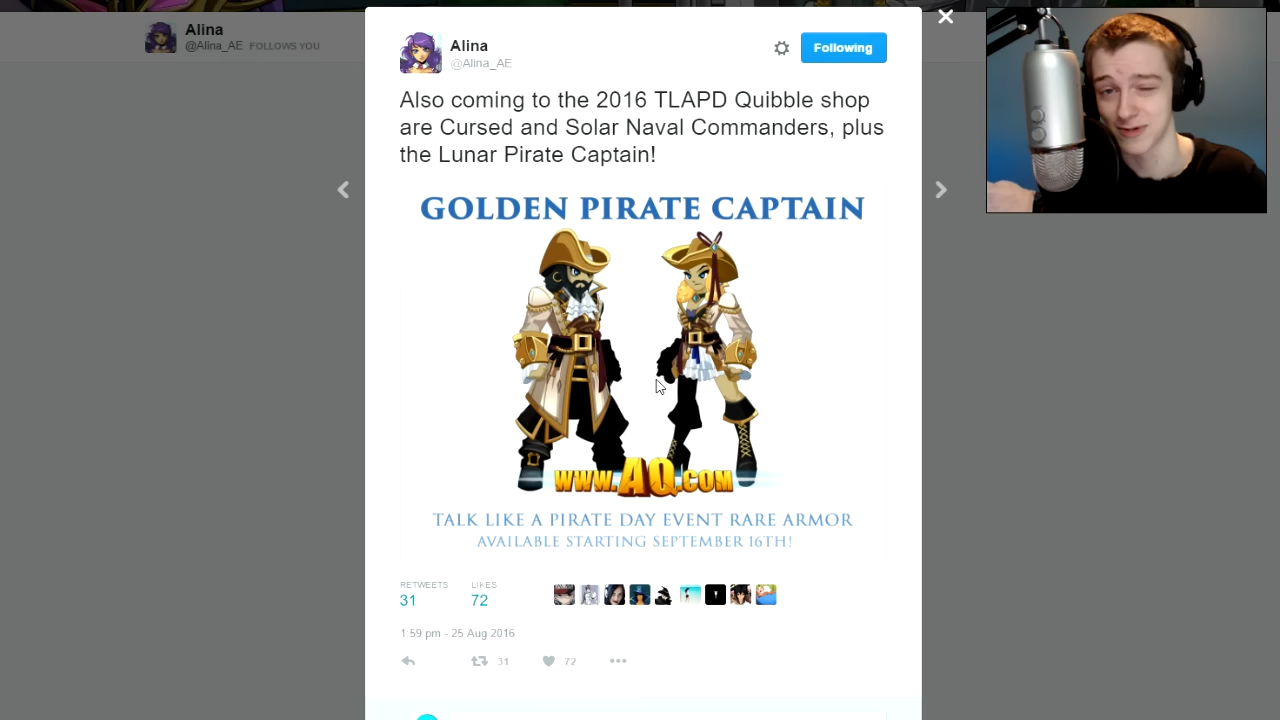 Alina
@Alina_AE FOLLOWS YOU
Alina
@Alina_AE
Following
Also coming to the 2016 TLAPD Quibble shop
are Cursed and Solar Naval Commanders, plus
the Lunar Pirate Captain!
GOLDEN PIRATE CAPTAIN
WWW.AQ.COM
TALK LIKE A PIRATE DAY EVENT RARE ARMOR
AVAILABLE STARTING SEPTEMBER 16TH!
RETWEETS LIKES
31 72
1:59 pm - 25 Aug 2016
31 72